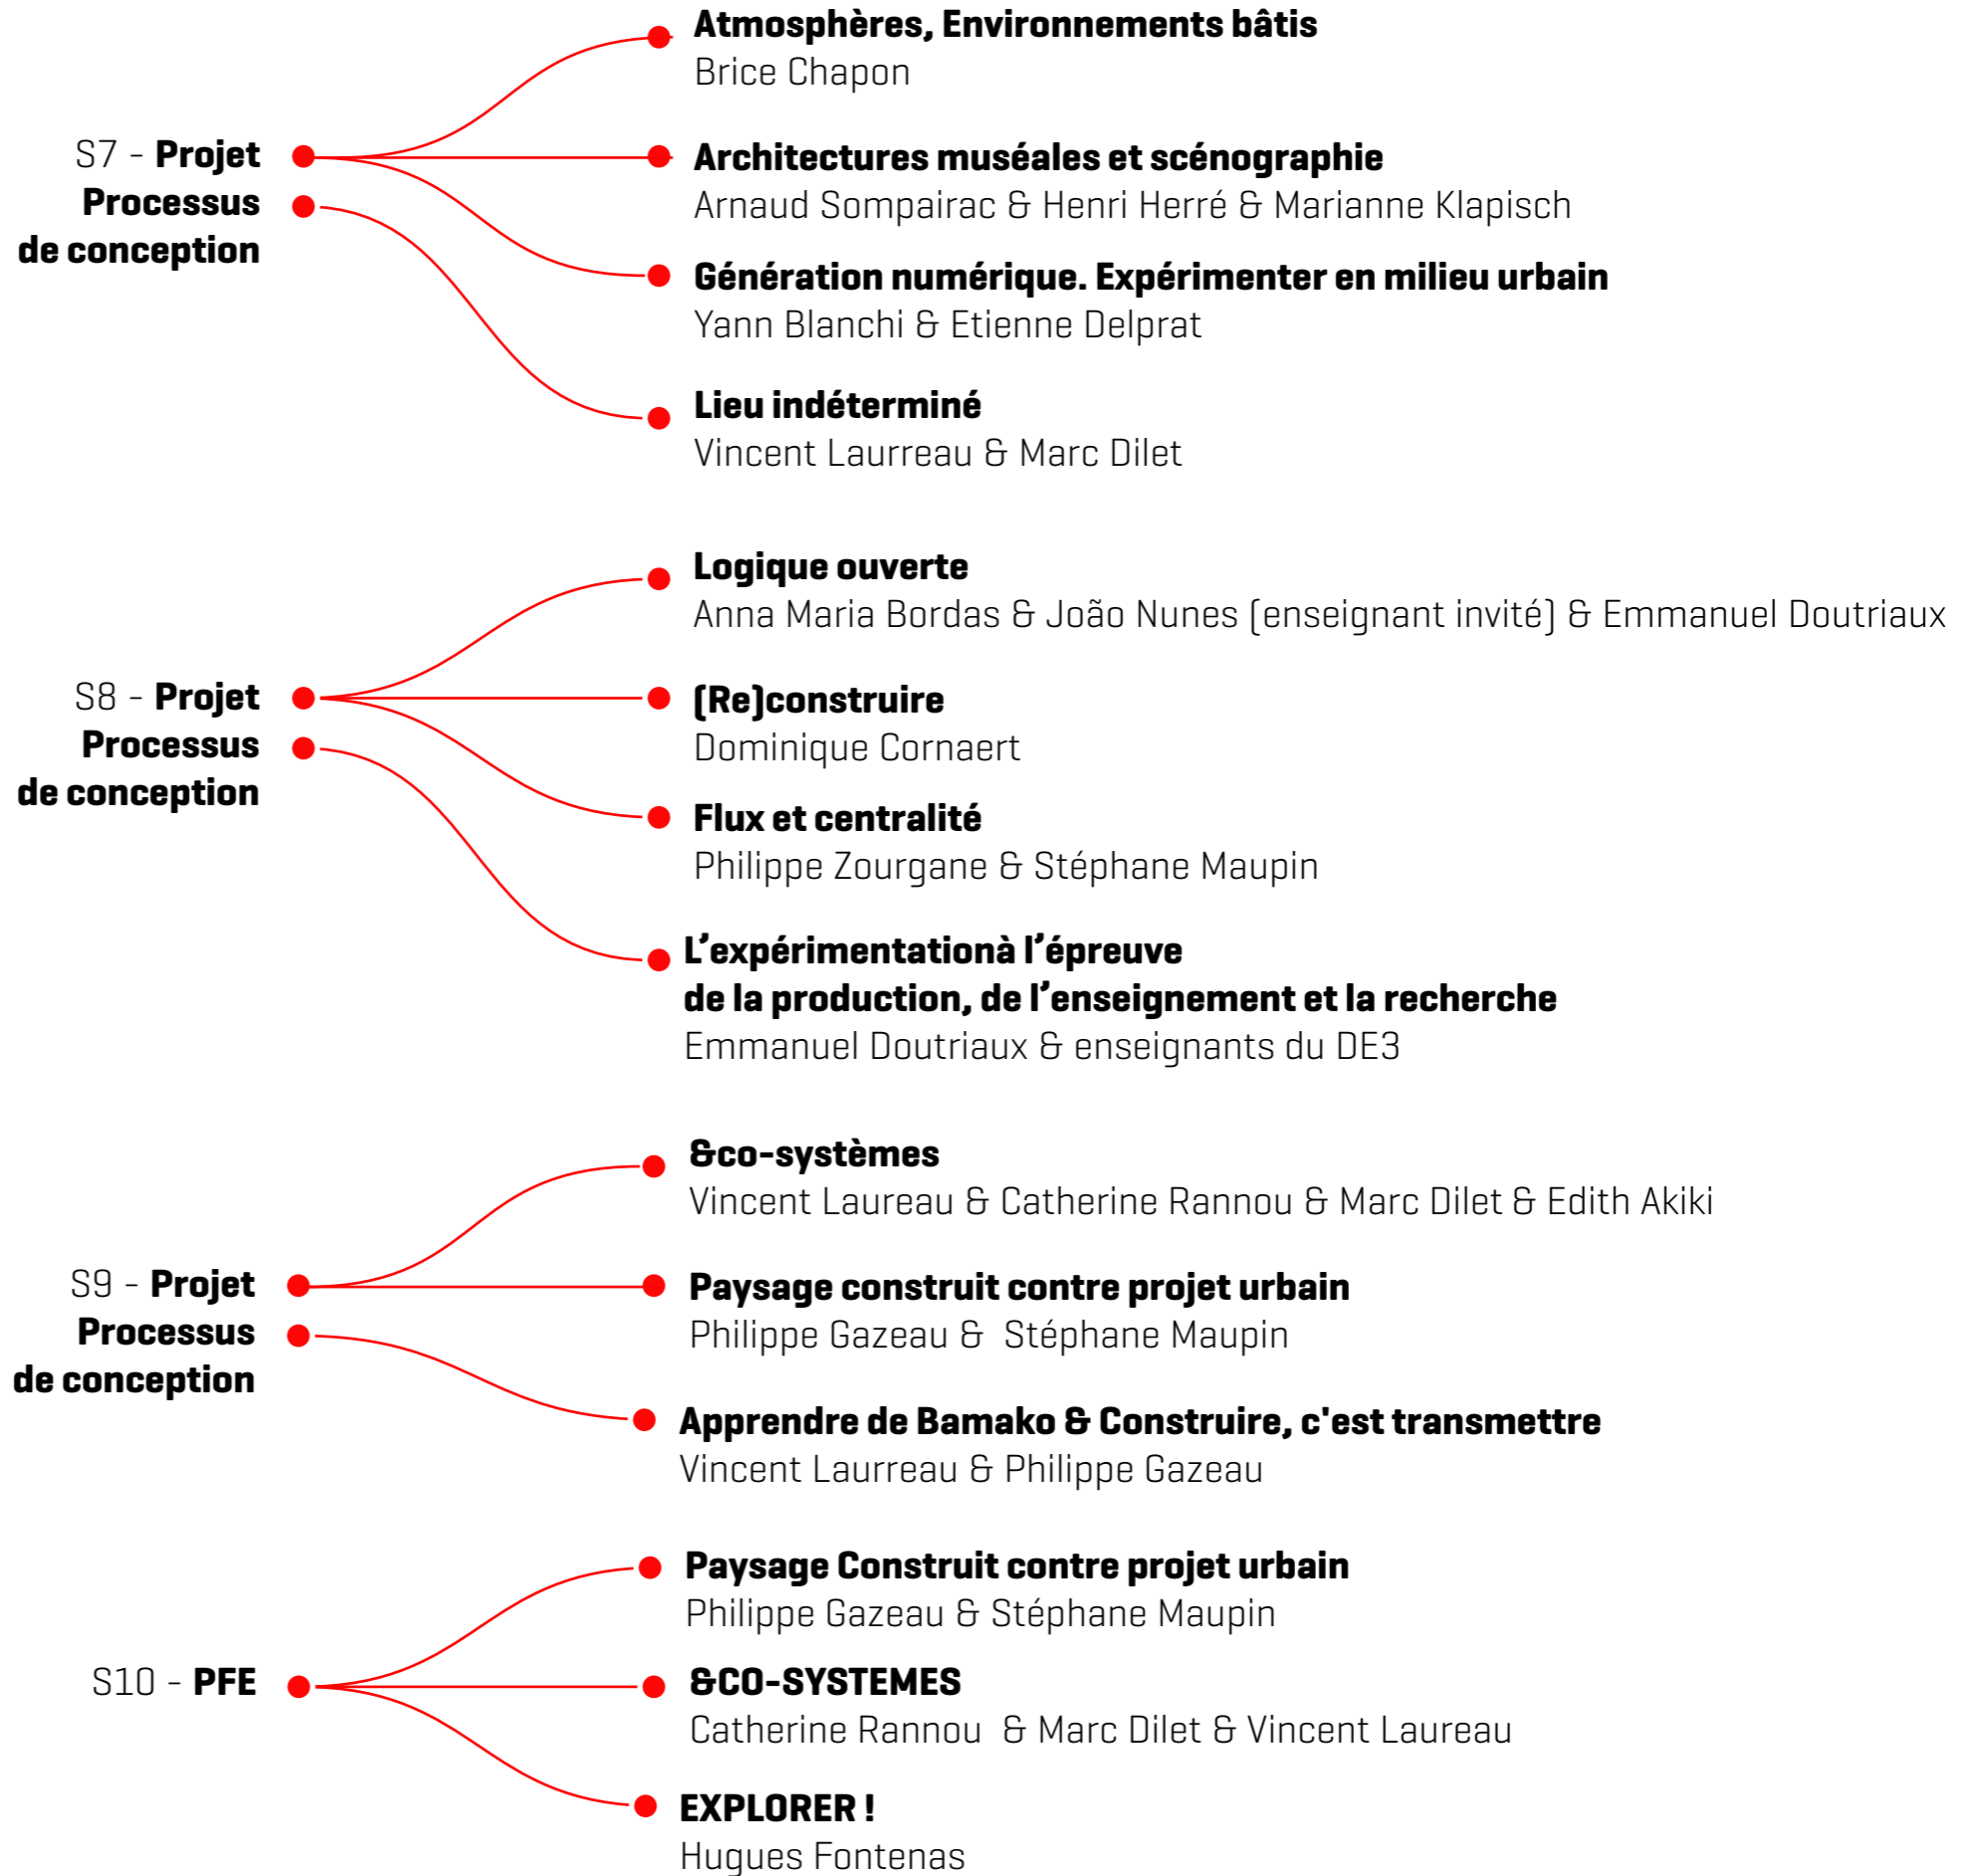 S7 - Projet
Processus
de conception
Atmosphères, Environnements bâtis
Brice Chapon
Architectures muséales et scénographie
Arnaud Sompairac & Henri Herré & Marianne Klapisch
Génération numérique. Expérimenter en milieu urbain
Yann Blanchi & Etienne Delprat
Lieu indéterminé
Vincent Laurreau & Marc Dilet
S8 - Projet
Processus
de conception
Logique ouverte
Anna Maria Bordas & João Nunes (enseignant invité) & Emmanuel Doutriaux
(Re)construire
Dominique Cornaert
Flux et centralité
Philippe Zourgane & Stéphane Maupin
L’expérimentationà l’épreuve
de la production, de l’enseignement et la recherche
Emmanuel Doutriaux & enseignants du DE3
S9 - Projet
Processus
de conception
&co-systèmes
Vincent Laureau & Catherine Rannou & Marc Dilet & Edith Akiki
Paysage construit contre projet urbain
Philippe Gazeau & Stéphane Maupin
Apprendre de Bamako & Construire, c'est transmettre
Vincent Laurreau & Philippe Gazeau
S10 - PFE
Paysage Construit contre projet urbain
Philippe Gazeau & Stéphane Maupin
&CO-SYSTEMES
Catherine Rannou & Marc Dilet & Vincent Laureau
EXPLORER !
Hugues Fontenas